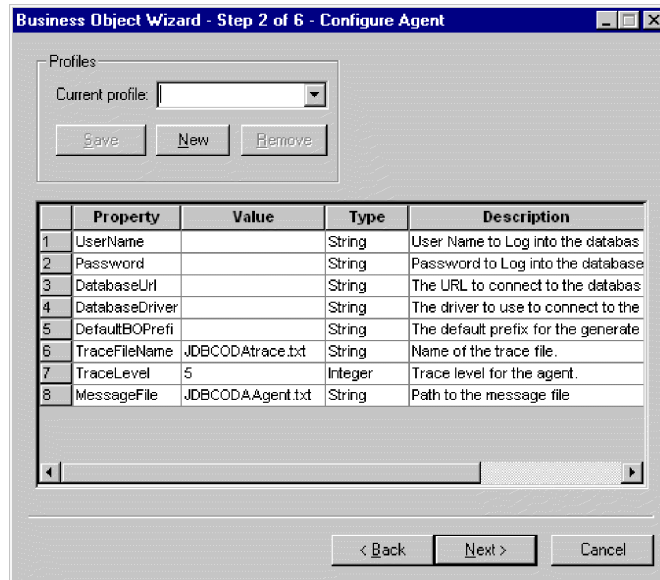 Business Object Wizard - Step 2 of 6 - Configure Agent
Profiles
Current profile:
Save New Remove
Property Value Type Description
1 UserName String User Name to Log into the databas
2 Password String Password to Log into the database
3 DatabaseUrl String The URL to connect to the databas
4 DatabaseDriver String The driver to use to connect to the
5 DefaultBOPrefi String The default prefix for the generate
6 TraceFileName JDBCODAtrace.txt String Name of the trace file.
7 TraceLevel 5 Integer Trace level for the agent.
8 MessageFile JDBCODAAgent.txt String Path to the message file
< Back Next > Cancel